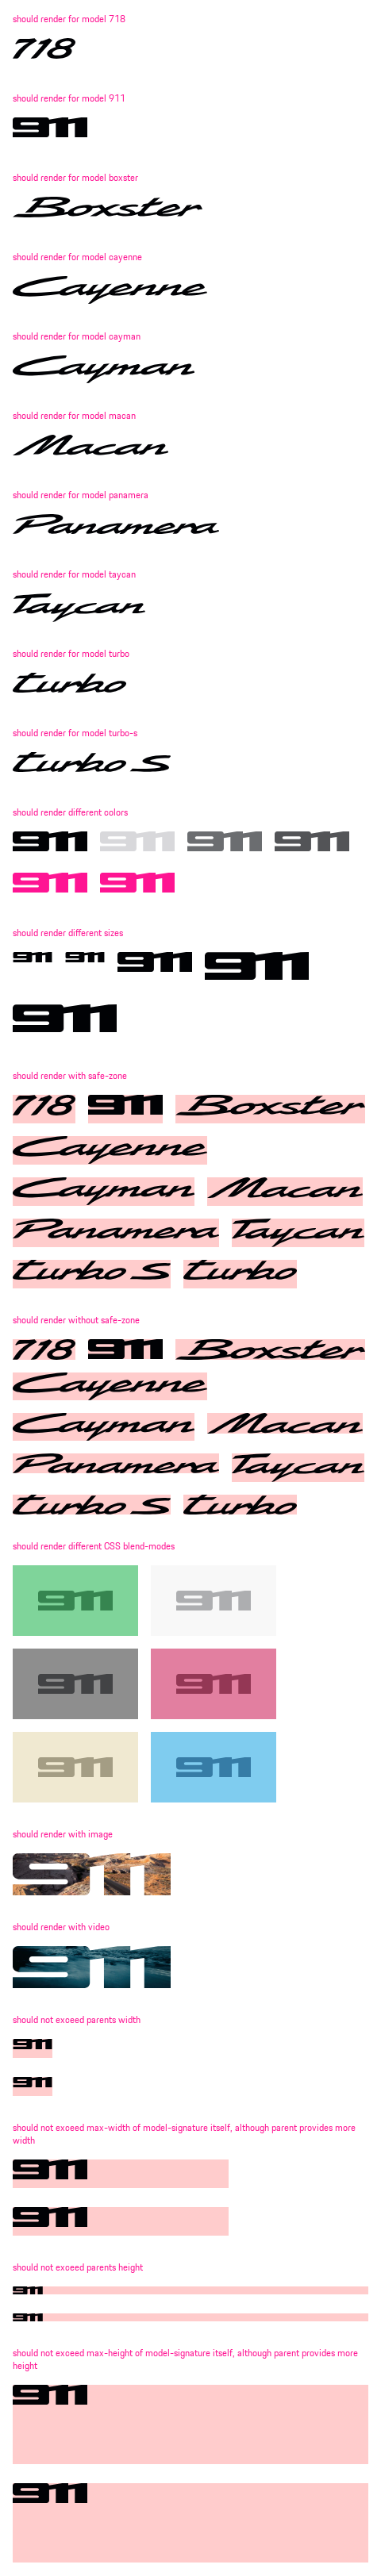 should render for model 718
718
should render for model 911
911
should render for model boxster
Boxster
should render for model cayenne
Cayenne
should render for model cayman
Cayman
should render for model macan
Macan
should render for model panamera
Panamera
should render for model taycan
Taycan
should render for model turbo
turbo
should render for model turbo-s
turbo S
should render different colors
911 911 911 911
911 911
should render different sizes
911 911 911 911
911
should render with safe-zone
718 911 Boxster
Cayenne
Cayman Macan
Panamera Taycan
turbo S turbo
should render without safe-zone
718 911 Boxster
Cayenne
Cayman Macan
Panamera Taycan
turbo S turbo
should render different CSS blend-modes
911 911
911 911
911 911
should render with image
911
should render with video
911
should not exceed parents width
911
911
should not exceed max-width of model-signature itself, although parent provides more
width
911
911
should not exceed parents height
911
911
should not exceed max-height of model-signature itself, although parent provides more
height
911
911